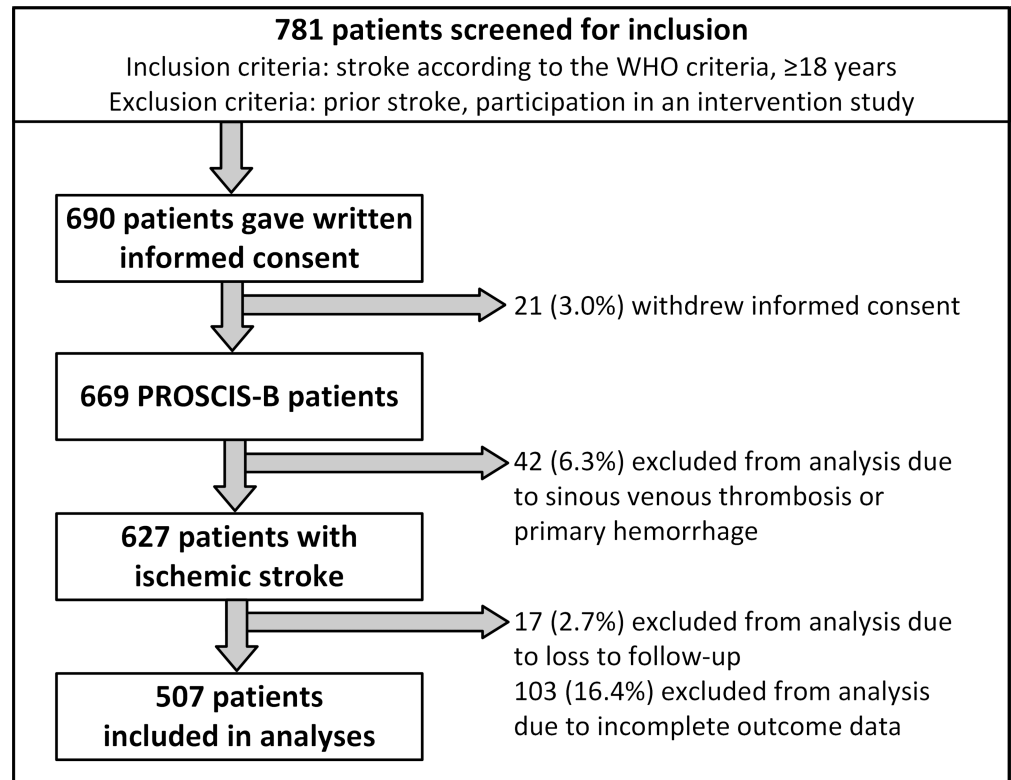 781 patients screened for inclusion
Inclusion criteria: stroke according to the WHO criteria, ≥18 years
Exclusion criteria: prior stroke, participation in an intervention study
690 patients gave written
informed consent
21 (3.0%) withdrew informed consent
669 PROSCIS-B patients
42 (6.3%) excluded from analysis due
to sinous venous thrombosis or
primary hemorrhage
627 patients with
ischemic stroke
17 (2.7%) excluded from analysis due
to loss to follow-up
103 (16.4%) excluded from analysis
due to incomplete outcome data
507 patients
included in analyses